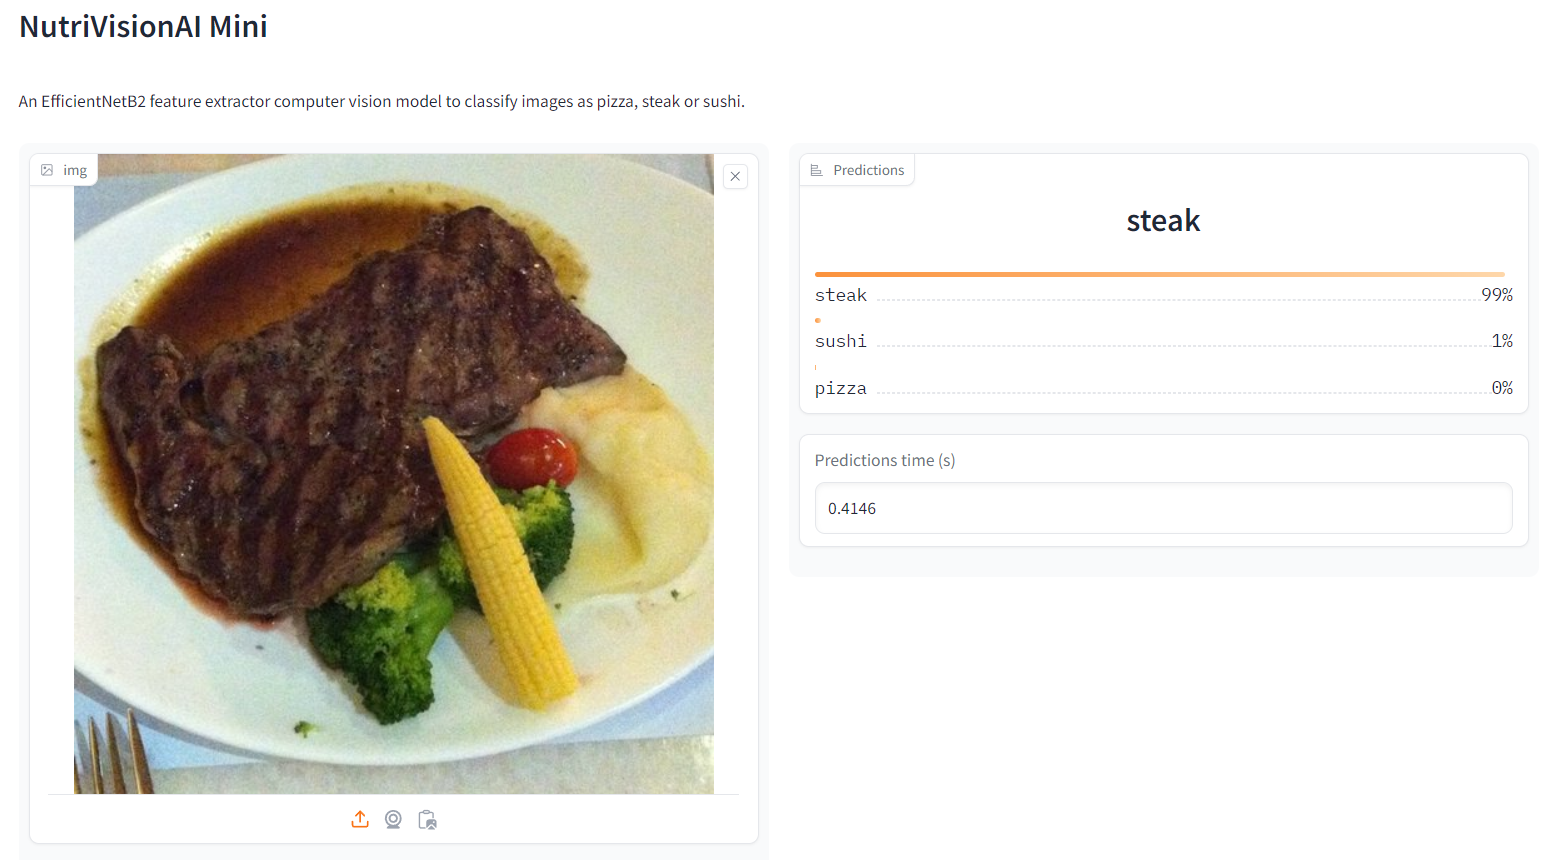 NutriVisionAI Mini
An EfficientNetB2 feature extractor computer vision model to classify images as pizza, steak or sushi.
img
Predictions
steak
steak 99%
sushi 1%
pizza 0%
Predictions time (s)
0.4146